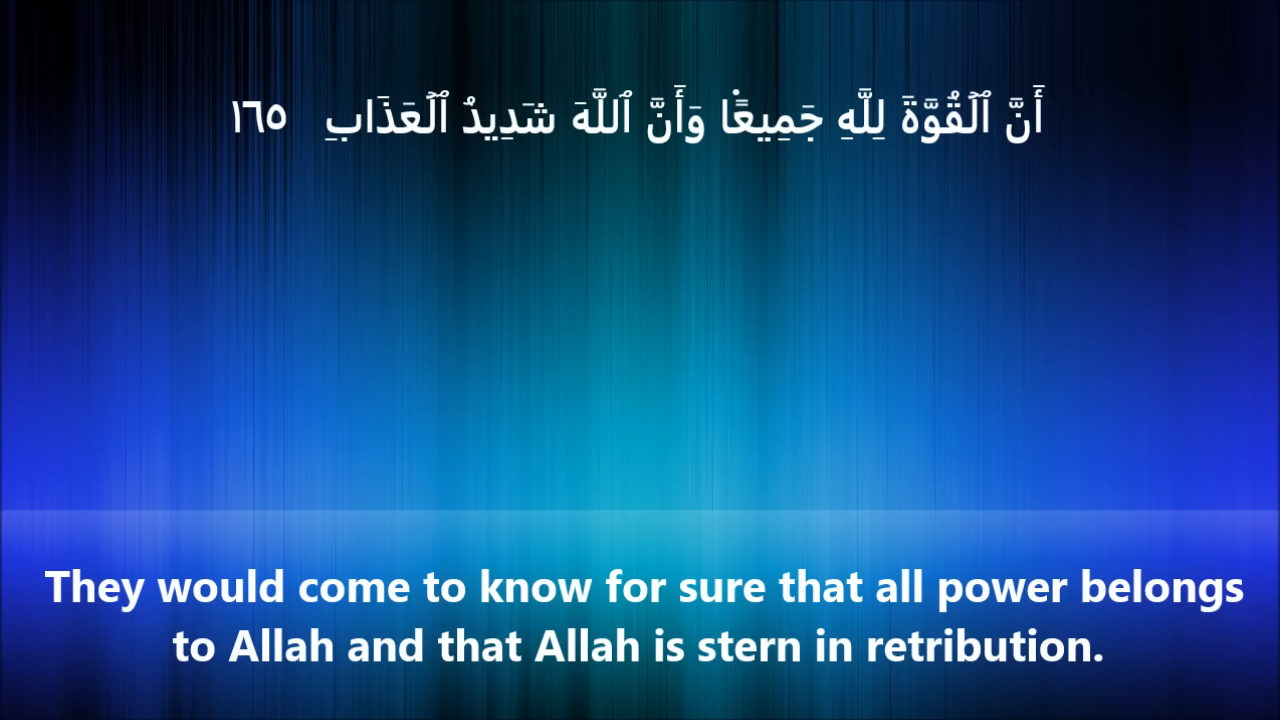 أَنَّ ٱلْقُوَّةَ لِلَّهِ جَمِيعًۭا وَأَنَّ ٱللَّهَ شَدِيدُ ٱلْعَذَابِ ١٦٥
They would come to know for sure that all power belongs
to Allah and that Allah is stern in retribution.